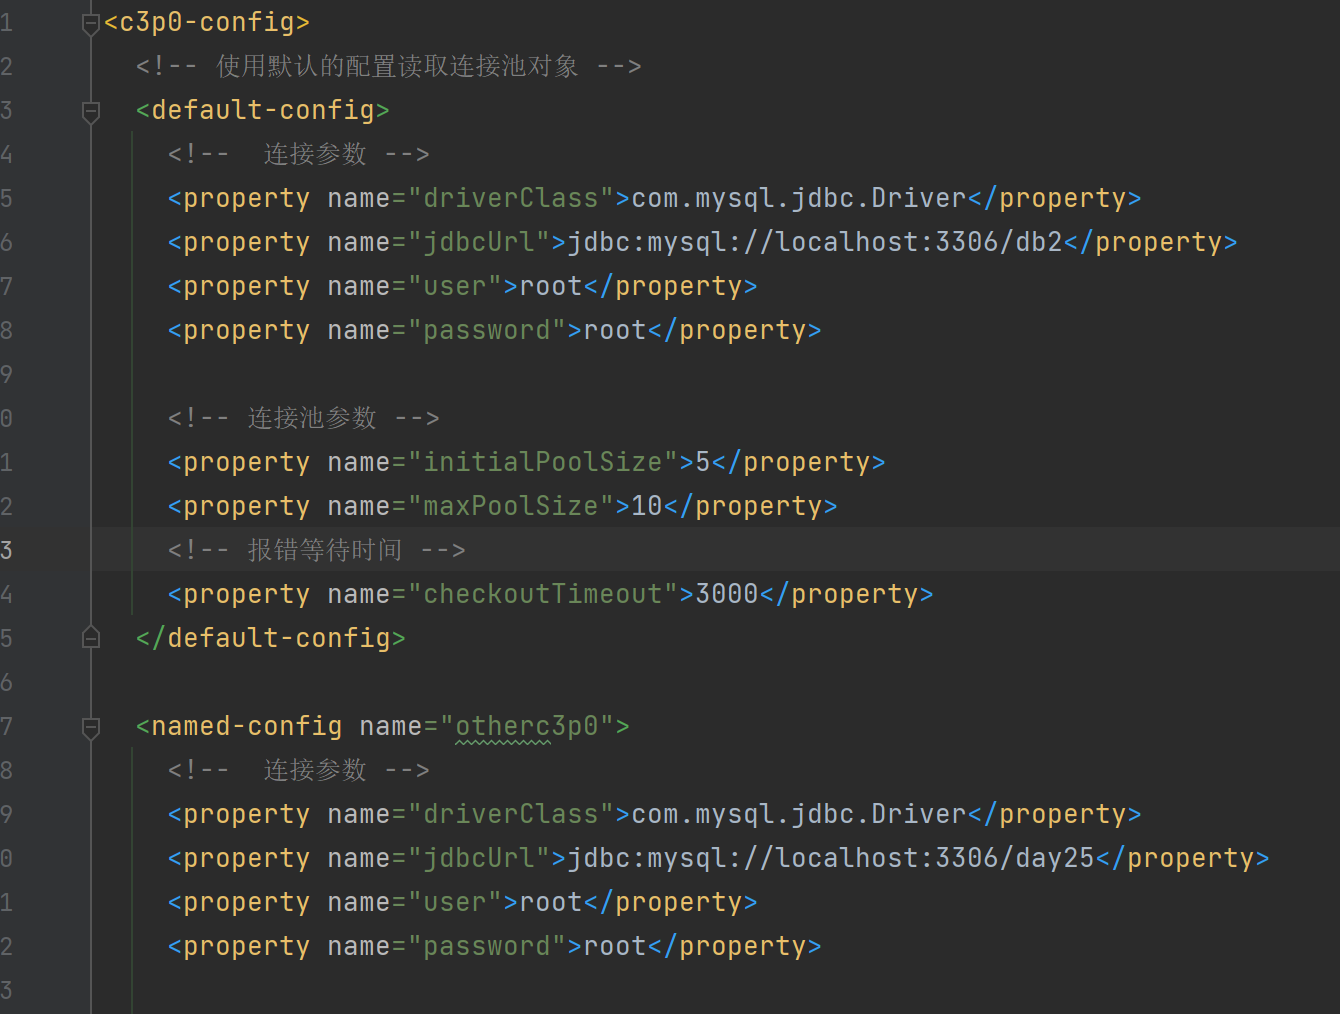 1 <c3p0-config>
2 <!-- 使用默认的配置读取连接池对象 -->
3 <default-config>
4 <!--  连接参数 -->
5 <property name="driverClass">com.mysql.jdbc.Driver</property>
6 <property name="jdbcUrl">jdbc:mysql://localhost:3306/db2</property>
7 <property name="user">root</property>
8 <property name="password">root</property>
9
0 <!-- 连接池参数 -->
1 <property name="initialPoolSize">5</property>
2 <property name="maxPoolSize">10</property>
3 <!-- 报错等待时间 -->
4 <property name="checkoutTimeout">3000</property>
5 </default-config>
6
7 <named-config name="otherc3p0">
8 <!--  连接参数 -->
9 <property name="driverClass">com.mysql.jdbc.Driver</property>
0 <property name="jdbcUrl">jdbc:mysql://localhost:3306/day25</property>
1 <property name="user">root</property>
2 <property name="password">root</property>
3